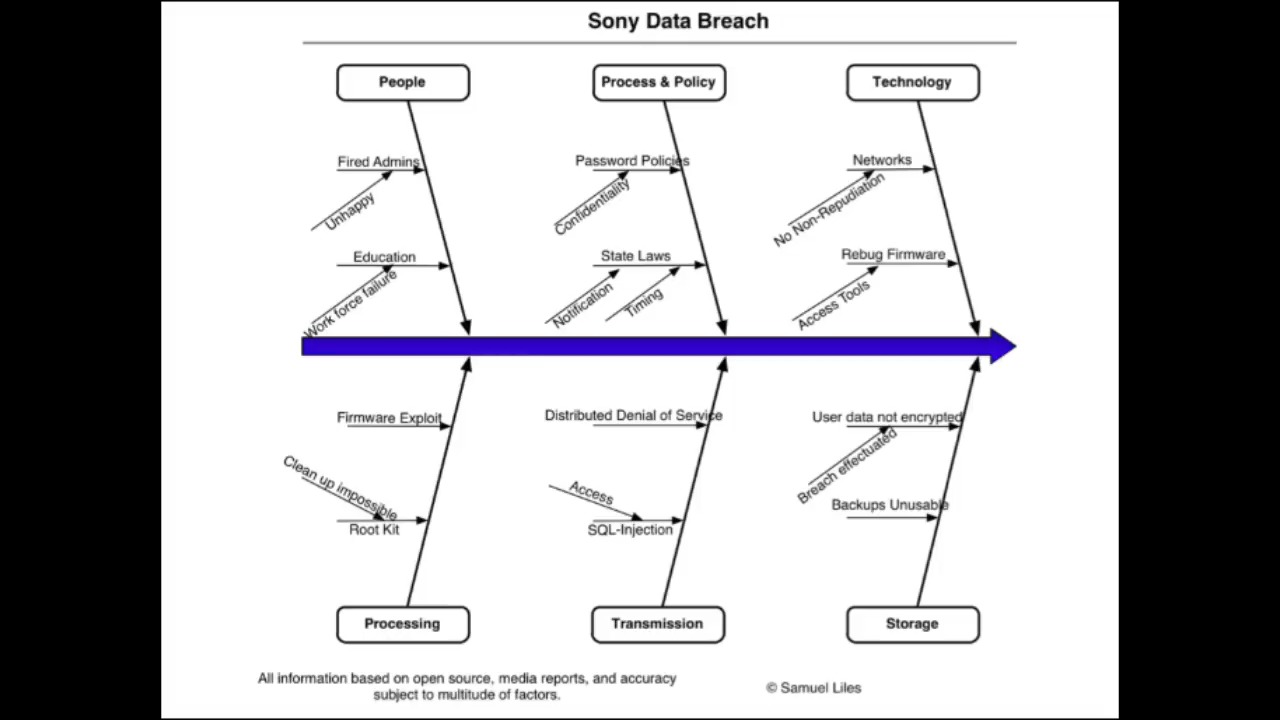 Sony Data Breach
People
Process & Policy
Technology
Fired Admins
Unhappy
Education
Work force failure
Password Policies
Confidentiality
State Laws
Notification
Timing
Networks
No Non-Repudiation
Rebug Firmware
Access Tools
Firmware Exploit
Clean up impossible
Root Kit
Distributed Denial of Service
Access
SQL-Injection
User data not encrypted
Breach effectuated
Backups Unusable
Processing
Transmission
Storage
All information based on open source, media reports, and accuracy
subject to multitude of factors.
© Samuel Liles